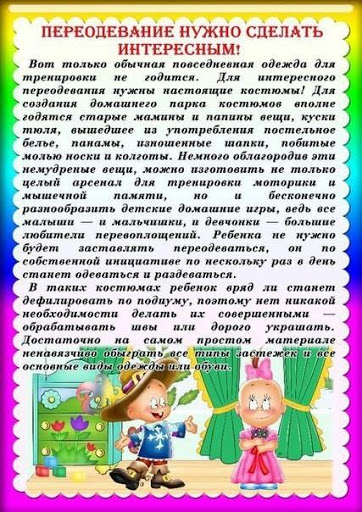 ПЕРЕОДЕВАНИЕ НУЖНО СДЕЛАТЬ
ИНТЕРЕСНЫМ!
Вот только обычная повседневная одежда для
тренировки не годится. Для интересного
переодевания нужны настоящие костюмы! Для
создания домашнего парка костюмов вполне
годятся старые мамины и папины вещи, куски
тюля, вышедшее из употребления постельное
белье, панамы, изношенные шапки, побитые
молью носки и колготы. Немного облагородив эти
немудреные вещи, можно изготовить не только
целый арсенал для тренировки моторики и
мышечной памяти, но и бесконечно
разнообразить детские домашние игры, ведь все
малыши — и мальчишки, и девчонки — большие
любители перевоплощений. Ребенка не нужно
будет заставлять переодеваться, он по
собственной инициативе по нескольку раз в день
станет одеваться и раздеваться.
В таких костюмах ребенок вряд ли станет
дефилировать по подиуму, поэтому нет никакой
необходимости делать их совершенными —
обрабатывать швы или дорого украшать.
Достаточно на самом простом материале
ненавязчиво обыграть все типы застежек и все
основные виды одежды или обуви.